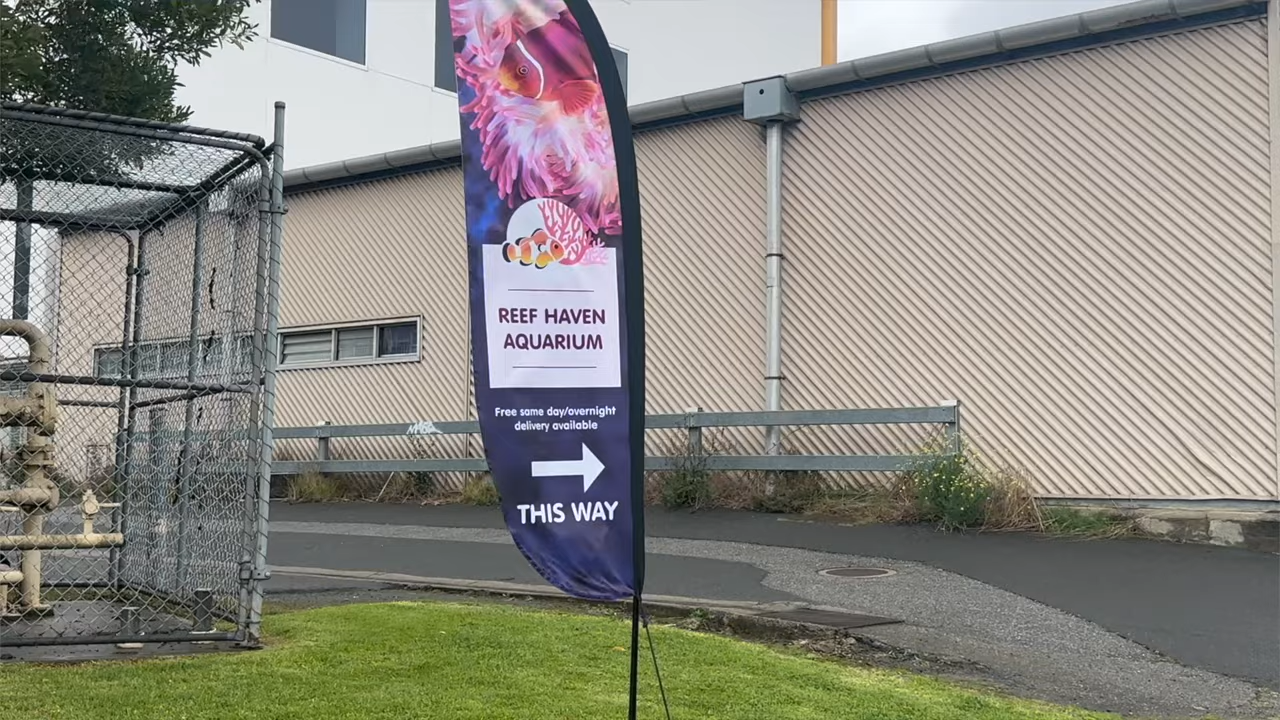 REEF HAVEN
AQUARIUM
Free same day/overnight
delivery available
THIS WAY